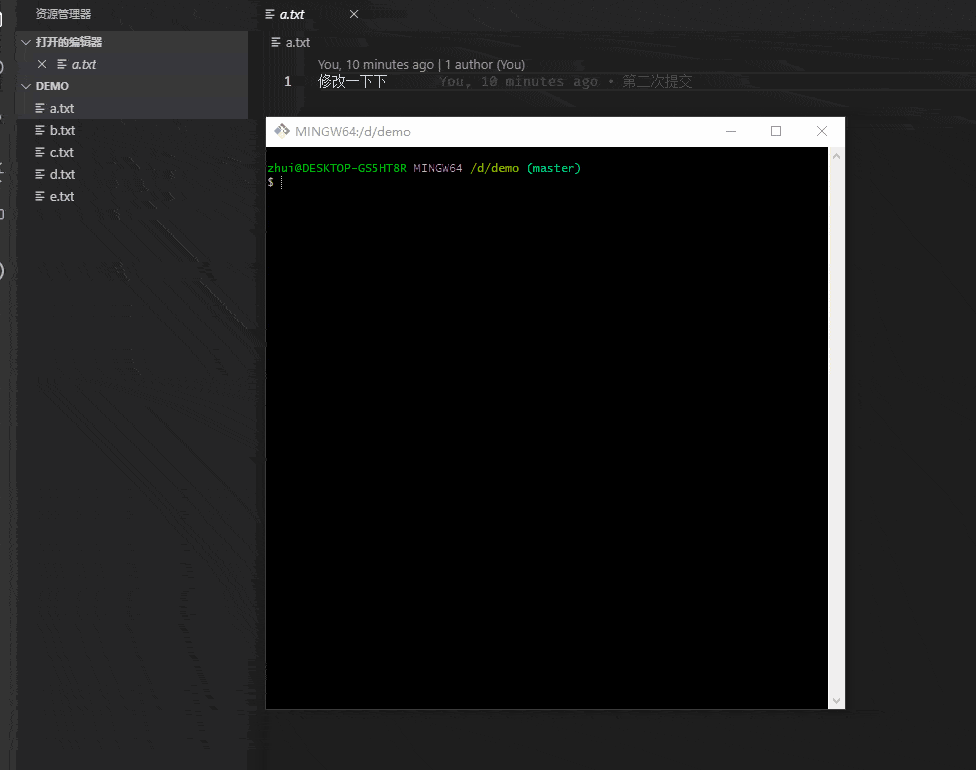 资源管理器
打开的编辑器
a.txt
DEMO
a.txt
b.txt
c.txt
d.txt
e.txt
a.txt
a.txt
You, 10 minutes ago | 1 author (You)
1 修改一下下 You, 10 minutes ago • 第二次提交
MINGW64:/d/demo
zhui@DESKTOP-GS5HT8R MINGW64 /d/demo (master)
$